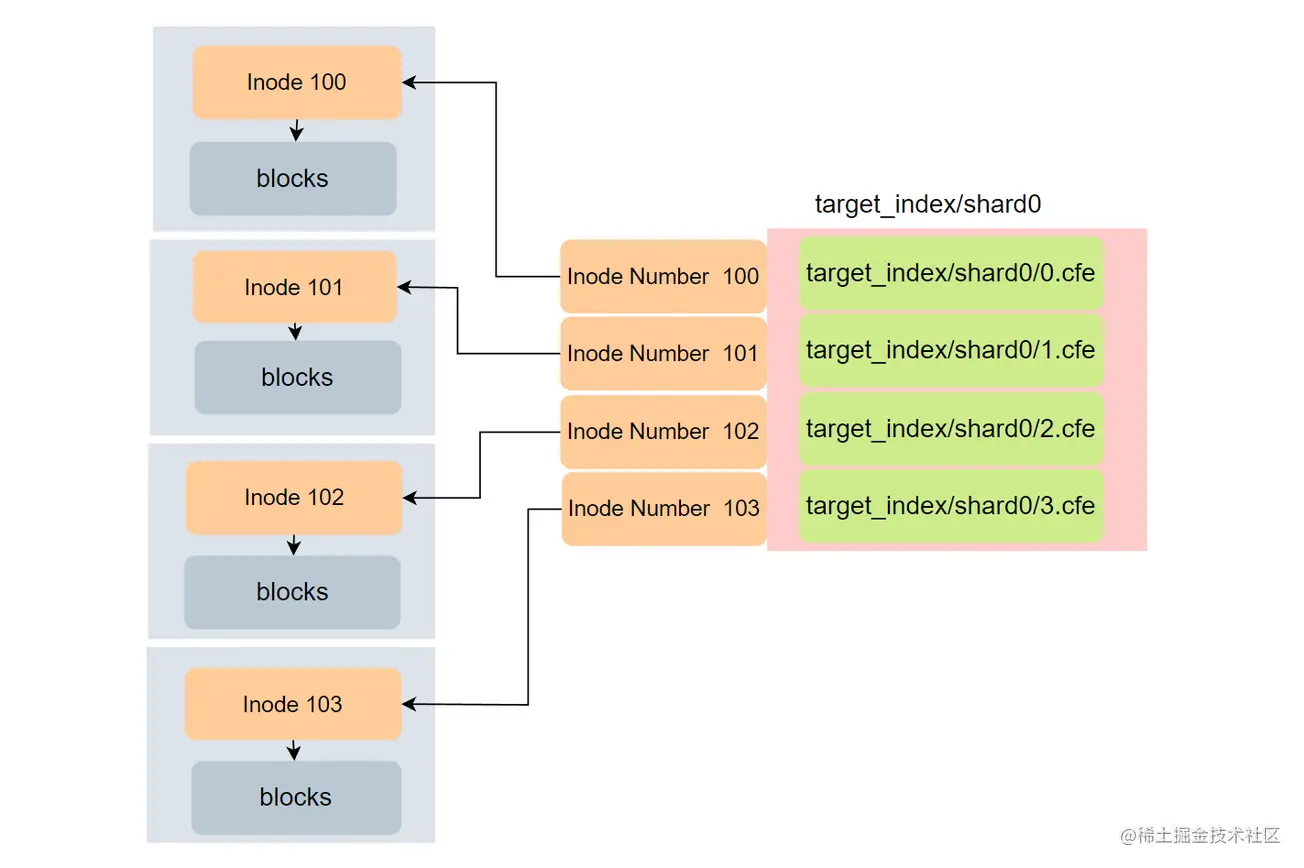 Inode 100
blocks
Inode 101
blocks
Inode 102
blocks
Inode 103
blocks
target_index/shard0
Inode Number 100
target_index/shard0/0.cfe
Inode Number 101
target_index/shard0/1.cfe
Inode Number 102
target_index/shard0/2.cfe
Inode Number 103
target_index/shard0/3.cfe
@稀土掘金技术社区